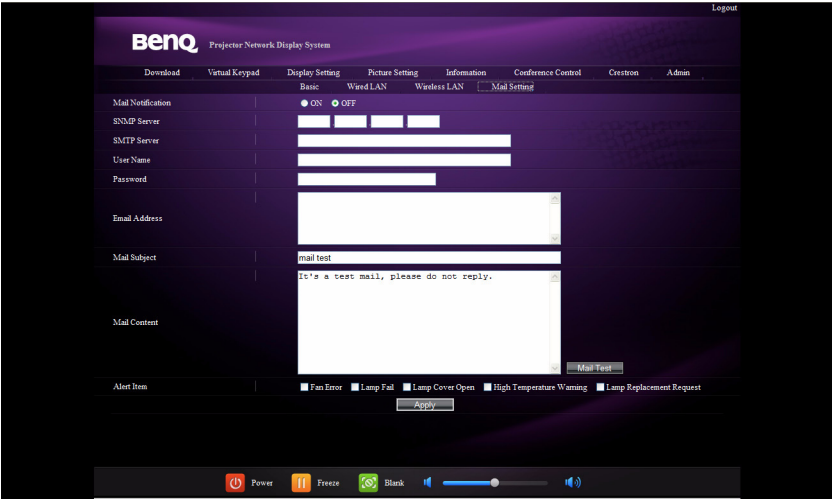 Logout
BenQ Projector Network Display System
Download Virtual Keypad Display Setting Picture Setting Information Conference Control Crestron Admin
Basic Wired LAN Wireless LAN Mail Setting
Mail Notification ON OFF
SNMP Server
SMTP Server
User Name
Password
Email Address
Mail Subject mail test
It's a test mail, please do not reply.
Mail Content
Mail Test
Alert Item Fan Error Lamp Fail Lamp Cover Open High Temperature Warning Lamp Replacement Request
Apply
Power Freeze Blank